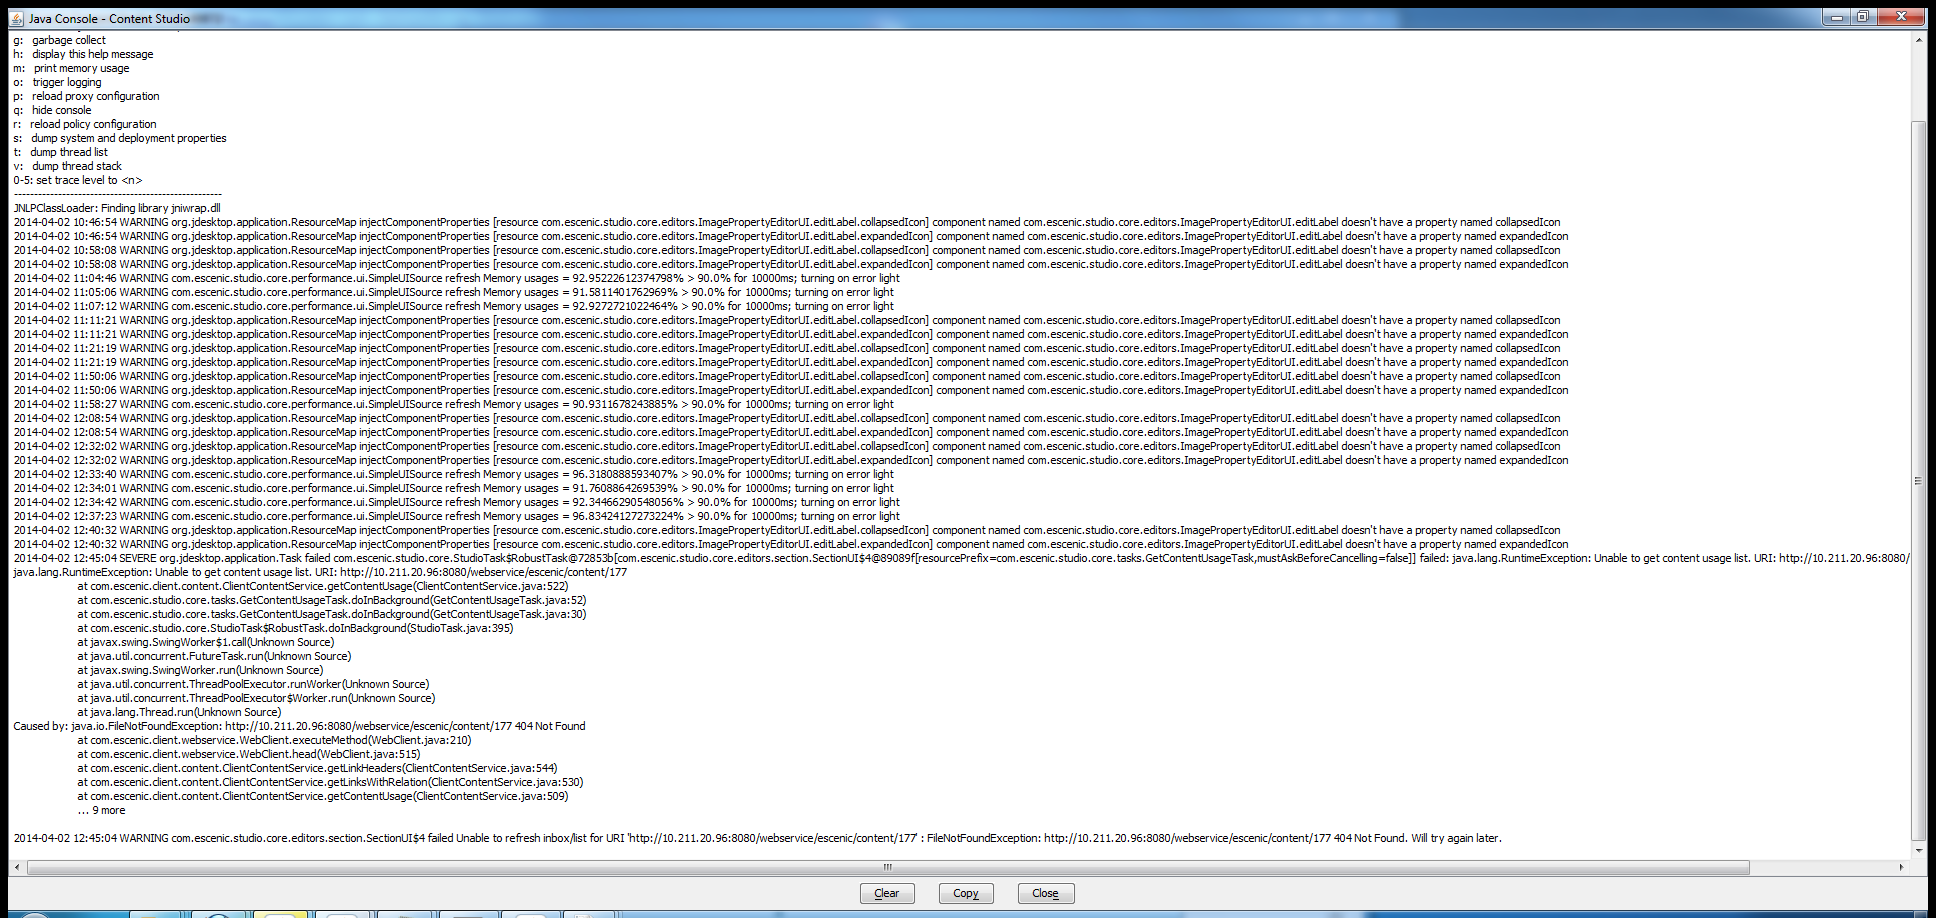 Java Console - Content Studio
g: garbage collect
h: display this help message
m: print memory usage
o: trigger logging
p: reload proxy configuration
q: hide console
r: reload policy configuration
s: dump system and deployment properties
t: dump thread list
v: dump thread stack
0-5: set trace level to <n>
----------------------------------------------------
JNLPClassLoader: Finding library jniwrap.dll
2014-04-02 10:46:54 WARNING org.jdesktop.application.ResourceMap injectComponentProperties [resource com.escenic.studio.core.editors.ImagePropertyEditorUI.editLabel.collapsedIcon] component named com.escenic.studio.core.editors.ImagePropertyEditorUI.editLabel doesn't have a property named collapsedIcon
2014-04-02 10:46:54 WARNING org.jdesktop.application.ResourceMap injectComponentProperties [resource com.escenic.studio.core.editors.ImagePropertyEditorUI.editLabel.expandedIcon] component named com.escenic.studio.core.editors.ImagePropertyEditorUI.editLabel doesn't have a property named expandedIcon
2014-04-02 10:58:08 WARNING org.jdesktop.application.ResourceMap injectComponentProperties [resource com.escenic.studio.core.editors.ImagePropertyEditorUI.editLabel.collapsedIcon] component named com.escenic.studio.core.editors.ImagePropertyEditorUI.editLabel doesn't have a property named collapsedIcon
2014-04-02 10:58:08 WARNING org.jdesktop.application.ResourceMap injectComponentProperties [resource com.escenic.studio.core.editors.ImagePropertyEditorUI.editLabel.expandedIcon] component named com.escenic.studio.core.editors.ImagePropertyEditorUI.editLabel doesn't have a property named expandedIcon
2014-04-02 11:04:46 WARNING com.escenic.studio.core.performance.ui.SimpleUISource refresh Memory usages = 92.95222612374798% > 90.0% for 10000ms; turning on error light
2014-04-02 11:05:06 WARNING com.escenic.studio.core.performance.ui.SimpleUISource refresh Memory usages = 91.5811401762969% > 90.0% for 10000ms; turning on error light
2014-04-02 11:07:12 WARNING com.escenic.studio.core.performance.ui.SimpleUISource refresh Memory usages = 92.9272721022464% > 90.0% for 10000ms; turning on error light
2014-04-02 11:11:21 WARNING org.jdesktop.application.ResourceMap injectComponentProperties [resource com.escenic.studio.core.editors.ImagePropertyEditorUI.editLabel.collapsedIcon] component named com.escenic.studio.core.editors.ImagePropertyEditorUI.editLabel doesn't have a property named collapsedIcon
2014-04-02 11:11:21 WARNING org.jdesktop.application.ResourceMap injectComponentProperties [resource com.escenic.studio.core.editors.ImagePropertyEditorUI.editLabel.expandedIcon] component named com.escenic.studio.core.editors.ImagePropertyEditorUI.editLabel doesn't have a property named expandedIcon
2014-04-02 11:21:19 WARNING org.jdesktop.application.ResourceMap injectComponentProperties [resource com.escenic.studio.core.editors.ImagePropertyEditorUI.editLabel.collapsedIcon] component named com.escenic.studio.core.editors.ImagePropertyEditorUI.editLabel doesn't have a property named collapsedIcon
2014-04-02 11:21:19 WARNING org.jdesktop.application.ResourceMap injectComponentProperties [resource com.escenic.studio.core.editors.ImagePropertyEditorUI.editLabel.expandedIcon] component named com.escenic.studio.core.editors.ImagePropertyEditorUI.editLabel doesn't have a property named expandedIcon
2014-04-02 11:50:06 WARNING org.jdesktop.application.ResourceMap injectComponentProperties [resource com.escenic.studio.core.editors.ImagePropertyEditorUI.editLabel.collapsedIcon] component named com.escenic.studio.core.editors.ImagePropertyEditorUI.editLabel doesn't have a property named collapsedIcon
2014-04-02 11:50:06 WARNING org.jdesktop.application.ResourceMap injectComponentProperties [resource com.escenic.studio.core.editors.ImagePropertyEditorUI.editLabel.expandedIcon] component named com.escenic.studio.core.editors.ImagePropertyEditorUI.editLabel doesn't have a property named expandedIcon
2014-04-02 11:58:27 WARNING com.escenic.studio.core.performance.ui.SimpleUISource refresh Memory usages = 90.9311678243885% > 90.0% for 10000ms; turning on error light
2014-04-02 12:08:54 WARNING org.jdesktop.application.ResourceMap injectComponentProperties [resource com.escenic.studio.core.editors.ImagePropertyEditorUI.editLabel.collapsedIcon] component named com.escenic.studio.core.editors.ImagePropertyEditorUI.editLabel doesn't have a property named collapsedIcon
2014-04-02 12:08:54 WARNING org.jdesktop.application.ResourceMap injectComponentProperties [resource com.escenic.studio.core.editors.ImagePropertyEditorUI.editLabel.expandedIcon] component named com.escenic.studio.core.editors.ImagePropertyEditorUI.editLabel doesn't have a property named expandedIcon
2014-04-02 12:32:02 WARNING org.jdesktop.application.ResourceMap injectComponentProperties [resource com.escenic.studio.core.editors.ImagePropertyEditorUI.editLabel.collapsedIcon] component named com.escenic.studio.core.editors.ImagePropertyEditorUI.editLabel doesn't have a property named collapsedIcon
2014-04-02 12:32:02 WARNING org.jdesktop.application.ResourceMap injectComponentProperties [resource com.escenic.studio.core.editors.ImagePropertyEditorUI.editLabel.expandedIcon] component named com.escenic.studio.core.editors.ImagePropertyEditorUI.editLabel doesn't have a property named expandedIcon
2014-04-02 12:33:40 WARNING com.escenic.studio.core.performance.ui.SimpleUISource refresh Memory usages = 96.3180888593407% > 90.0% for 10000ms; turning on error light
2014-04-02 12:34:01 WARNING com.escenic.studio.core.performance.ui.SimpleUISource refresh Memory usages = 91.7608864269539% > 90.0% for 10000ms; turning on error light
2014-04-02 12:34:42 WARNING com.escenic.studio.core.performance.ui.SimpleUISource refresh Memory usages = 92.34466290548056% > 90.0% for 10000ms; turning on error light
2014-04-02 12:37:23 WARNING com.escenic.studio.core.performance.ui.SimpleUISource refresh Memory usages = 96.83424127273224% > 90.0% for 10000ms; turning on error light
2014-04-02 12:40:32 WARNING org.jdesktop.application.ResourceMap injectComponentProperties [resource com.escenic.studio.core.editors.ImagePropertyEditorUI.editLabel.collapsedIcon] component named com.escenic.studio.core.editors.ImagePropertyEditorUI.editLabel doesn't have a property named collapsedIcon
2014-04-02 12:40:32 WARNING org.jdesktop.application.ResourceMap injectComponentProperties [resource com.escenic.studio.core.editors.ImagePropertyEditorUI.editLabel.expandedIcon] component named com.escenic.studio.core.editors.ImagePropertyEditorUI.editLabel doesn't have a property named expandedIcon
2014-04-02 12:45:04 SEVERE org.jdesktop.application.Task failed com.escenic.studio.core.StudioTask$RobustTask@72853b[com.escenic.studio.core.editors.section.SectionUI$4@89089f[resourcePrefix=com.escenic.studio.core.tasks.GetContentUsageTask,mustAskBeforeCancelling=false]] failed: java.lang.RuntimeException: Unable to get content usage list. URI: http://10.211.20.96:8080/
java.lang.RuntimeException: Unable to get content usage list. URI: http://10.211.20.96:8080/webservice/escenic/content/177
at com.escenic.client.content.ClientContentService.getContentUsage(ClientContentService.java:522)
at com.escenic.studio.core.tasks.GetContentUsageTask.doInBackground(GetContentUsageTask.java:52)
at com.escenic.studio.core.tasks.GetContentUsageTask.doInBackground(GetContentUsageTask.java:30)
at com.escenic.studio.core.StudioTask$RobustTask.doInBackground(StudioTask.java:395)
at javax.swing.SwingWorker$1.call(Unknown Source)
at java.util.concurrent.FutureTask.run(Unknown Source)
at javax.swing.SwingWorker.run(Unknown Source)
at java.util.concurrent.ThreadPoolExecutor.runWorker(Unknown Source)
at java.util.concurrent.ThreadPoolExecutor$Worker.run(Unknown Source)
at java.lang.Thread.run(Unknown Source)
Caused by: java.io.FileNotFoundException: http://10.211.20.96:8080/webservice/escenic/content/177 404 Not Found
at com.escenic.client.webservice.WebClient.executeMethod(WebClient.java:210)
at com.escenic.client.webservice.WebClient.head(WebClient.java:515)
at com.escenic.client.content.ClientContentService.getLinkHeaders(ClientContentService.java:544)
at com.escenic.client.content.ClientContentService.getLinksWithRelation(ClientContentService.java:530)
at com.escenic.client.content.ClientContentService.getContentUsage(ClientContentService.java:509)
... 9 more
2014-04-02 12:45:04 WARNING com.escenic.studio.core.editors.section.SectionUI$4 failed Unable to refresh inbox/list for URI 'http://10.211.20.96:8080/webservice/escenic/content/177' : FileNotFoundException: http://10.211.20.96:8080/webservice/escenic/content/177 404 Not Found. Will try again later.
Clear Copy Close